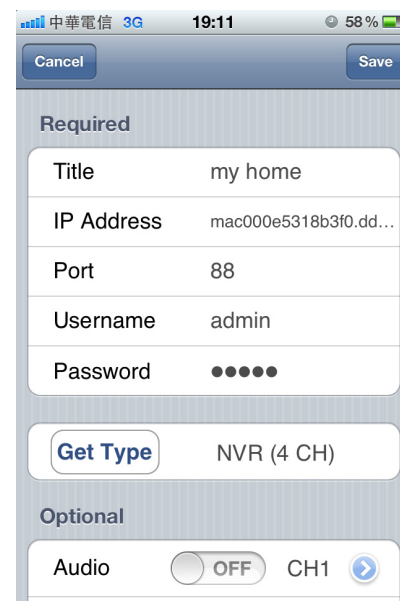 中華電信 3G 19:11 58%
Cancel Save
Required
Title my home
IP Address mac000e5318b3f0.dd...
Port 88
Username admin
Password ●●●●●
Get Type NVR (4 CH)
Optional
Audio OFF CH1